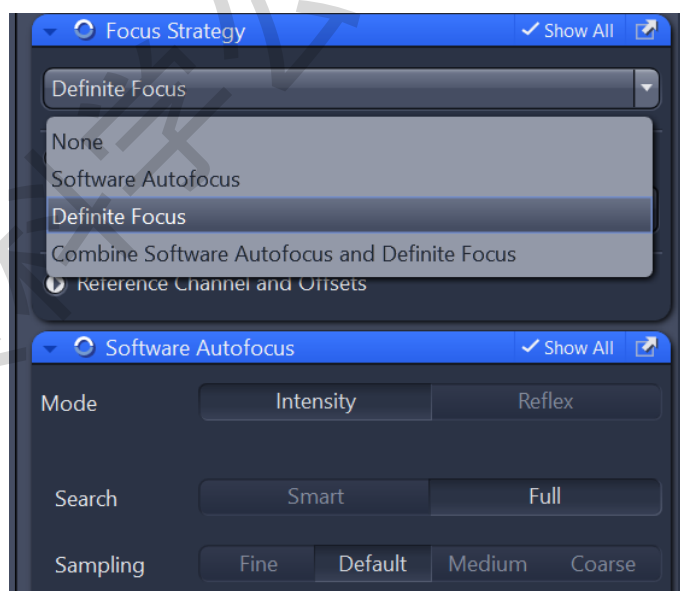 Focus Strategy Show All
Definite Focus
None
Software Autofocus
Definite Focus
Combine Software Autofocus and Definite Focus
Reference Channel and Offsets
Software Autofocus Show All
Mode Intensity Reflex
Search Smart Full
Sampling Fine Default Medium Coarse